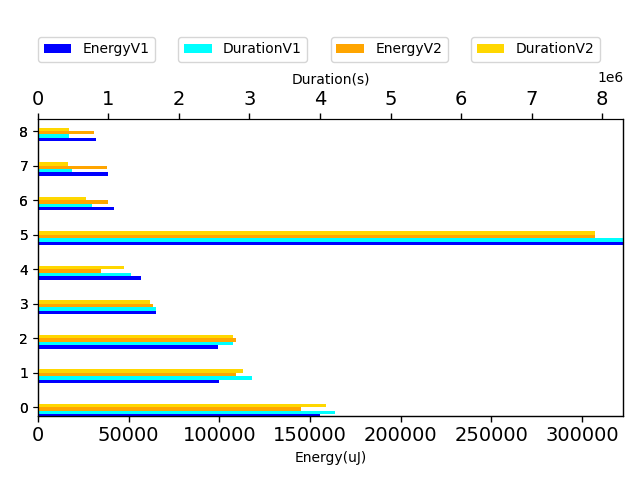 EnergyV1 DurationV1 EnergyV2 DurationV2
Duration(s)
1e6
0 1 2 3 4 5 6 7 8
8
7
6
5
4
3
2
1
0
0 50000 100000 150000 200000 250000 300000
Energy(uJ)